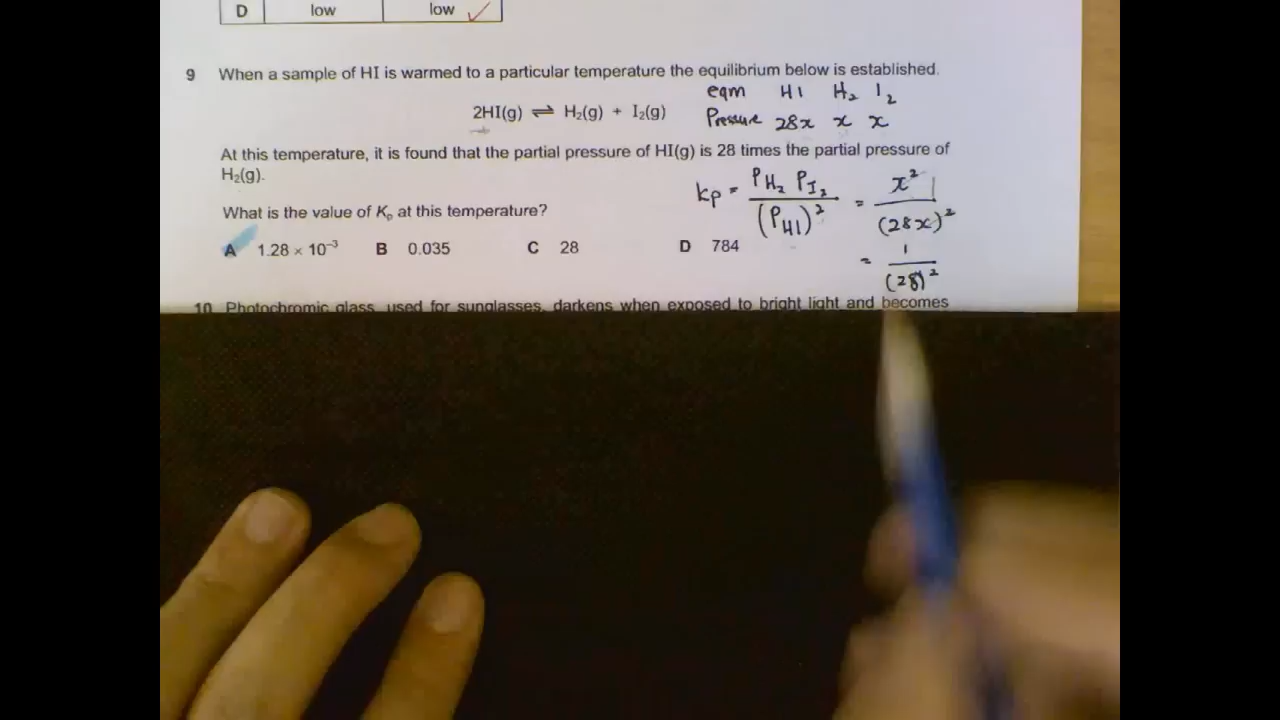 D low low
9 When a sample of HI is warmed to a particular temperature the equilibrium below is established.
eqm HI H₂ I₂
2HI(g) ⇌ H₂(g) + I₂(g)
Pressure 28x x x
At this temperature, it is found that the partial pressure of HI(g) is 28 times the partial pressure of
H₂(g).
Kp = P H₂ P I₂ / (P HI)² = x² / (28x)²
What is the value of Kₚ at this temperature?
A 1.28 × 10⁻³ B 0.035 C 28 D 784
= 1 / (28)²
10 Photochromic glass, used for sunglasses, darkens when exposed to bright light and becomes